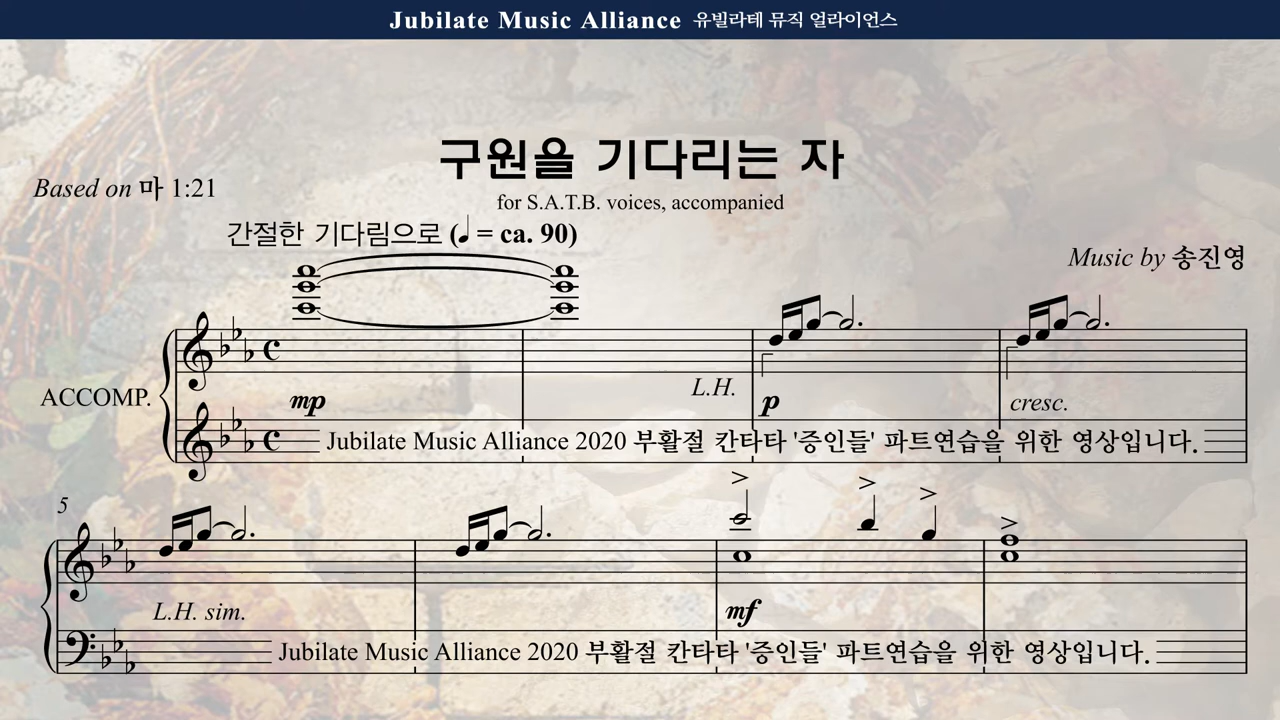 Jubilate Music Alliance 유빌라테 뮤직 얼라이언스
구원을 기다리는 자
Based on 마 1:21
for S.A.T.B. voices, accompanied
간절한 기다림으로 (♩ = ca. 90)
Music by 송진영
ACCOMP.
mp
L.H.
p
cresc.
Jubilate Music Alliance 2020 부활절 칸타타 '증인들' 파트연습을 위한 영상입니다.
5
L.H. sim.
mf
Jubilate Music Alliance 2020 부활절 칸타타 '증인들' 파트연습을 위한 영상입니다.